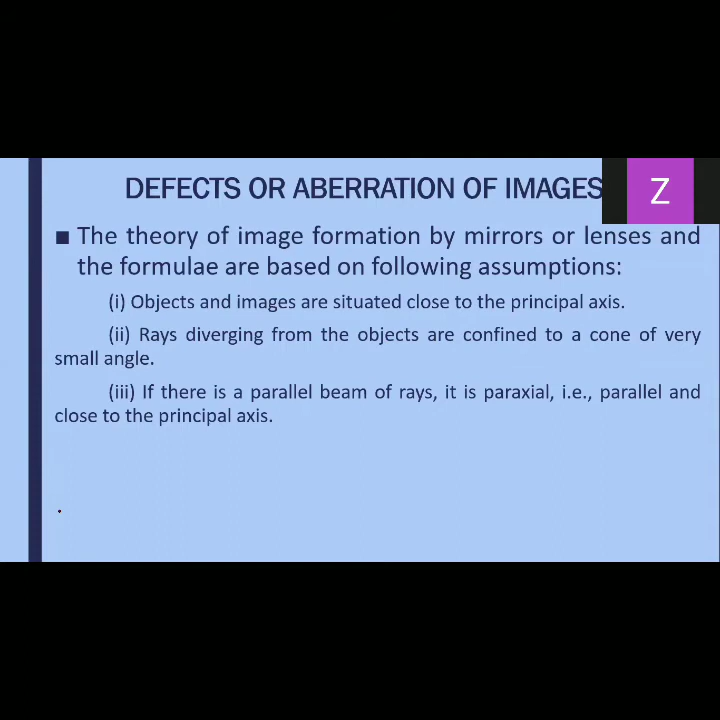 DEFECTS OR ABERRATION OF IMAGES
Z
■ The theory of image formation by mirrors or lenses and
the formulae are based on following assumptions:
(i) Objects and images are situated close to the principal axis.
(ii) Rays diverging from the objects are confined to a cone of very
small angle.
(iii) If there is a parallel beam of rays, it is paraxial, i.e., parallel and
close to the principal axis.
.